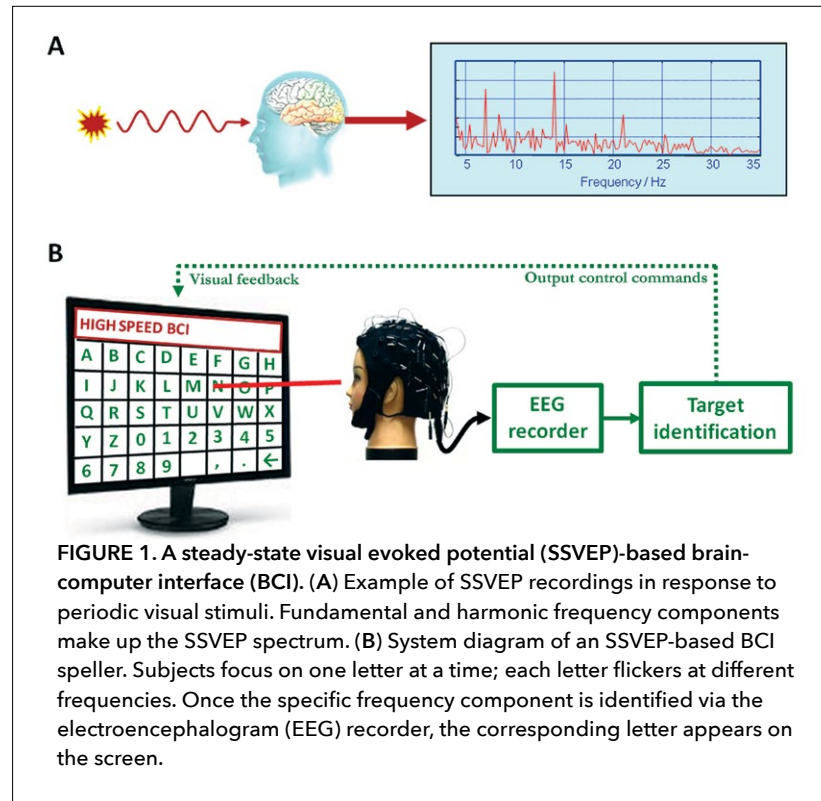 A
5 10 15 20 25 30 35
Frequency / Hz
B
Visual feedback
Output control commands
HIGH SPEED BCI
A B C D E F G H
I J K L M N O P
Q R S T U V W X
Y Z 0 1 2 3 4 5
6 7 8 9 , . ←
EEG
recorder
Target
identification
FIGURE 1. A steady-state visual evoked potential (SSVEP)-based brain-
computer interface (BCI). (A) Example of SSVEP recordings in response to
periodic visual stimuli. Fundamental and harmonic frequency components
make up the SSVEP spectrum. (B) System diagram of an SSVEP-based BCI
speller. Subjects focus on one letter at a time; each letter flickers at different
frequencies. Once the specific frequency component is identified via the
electroencephalogram (EEG) recorder, the corresponding letter appears on
the screen.